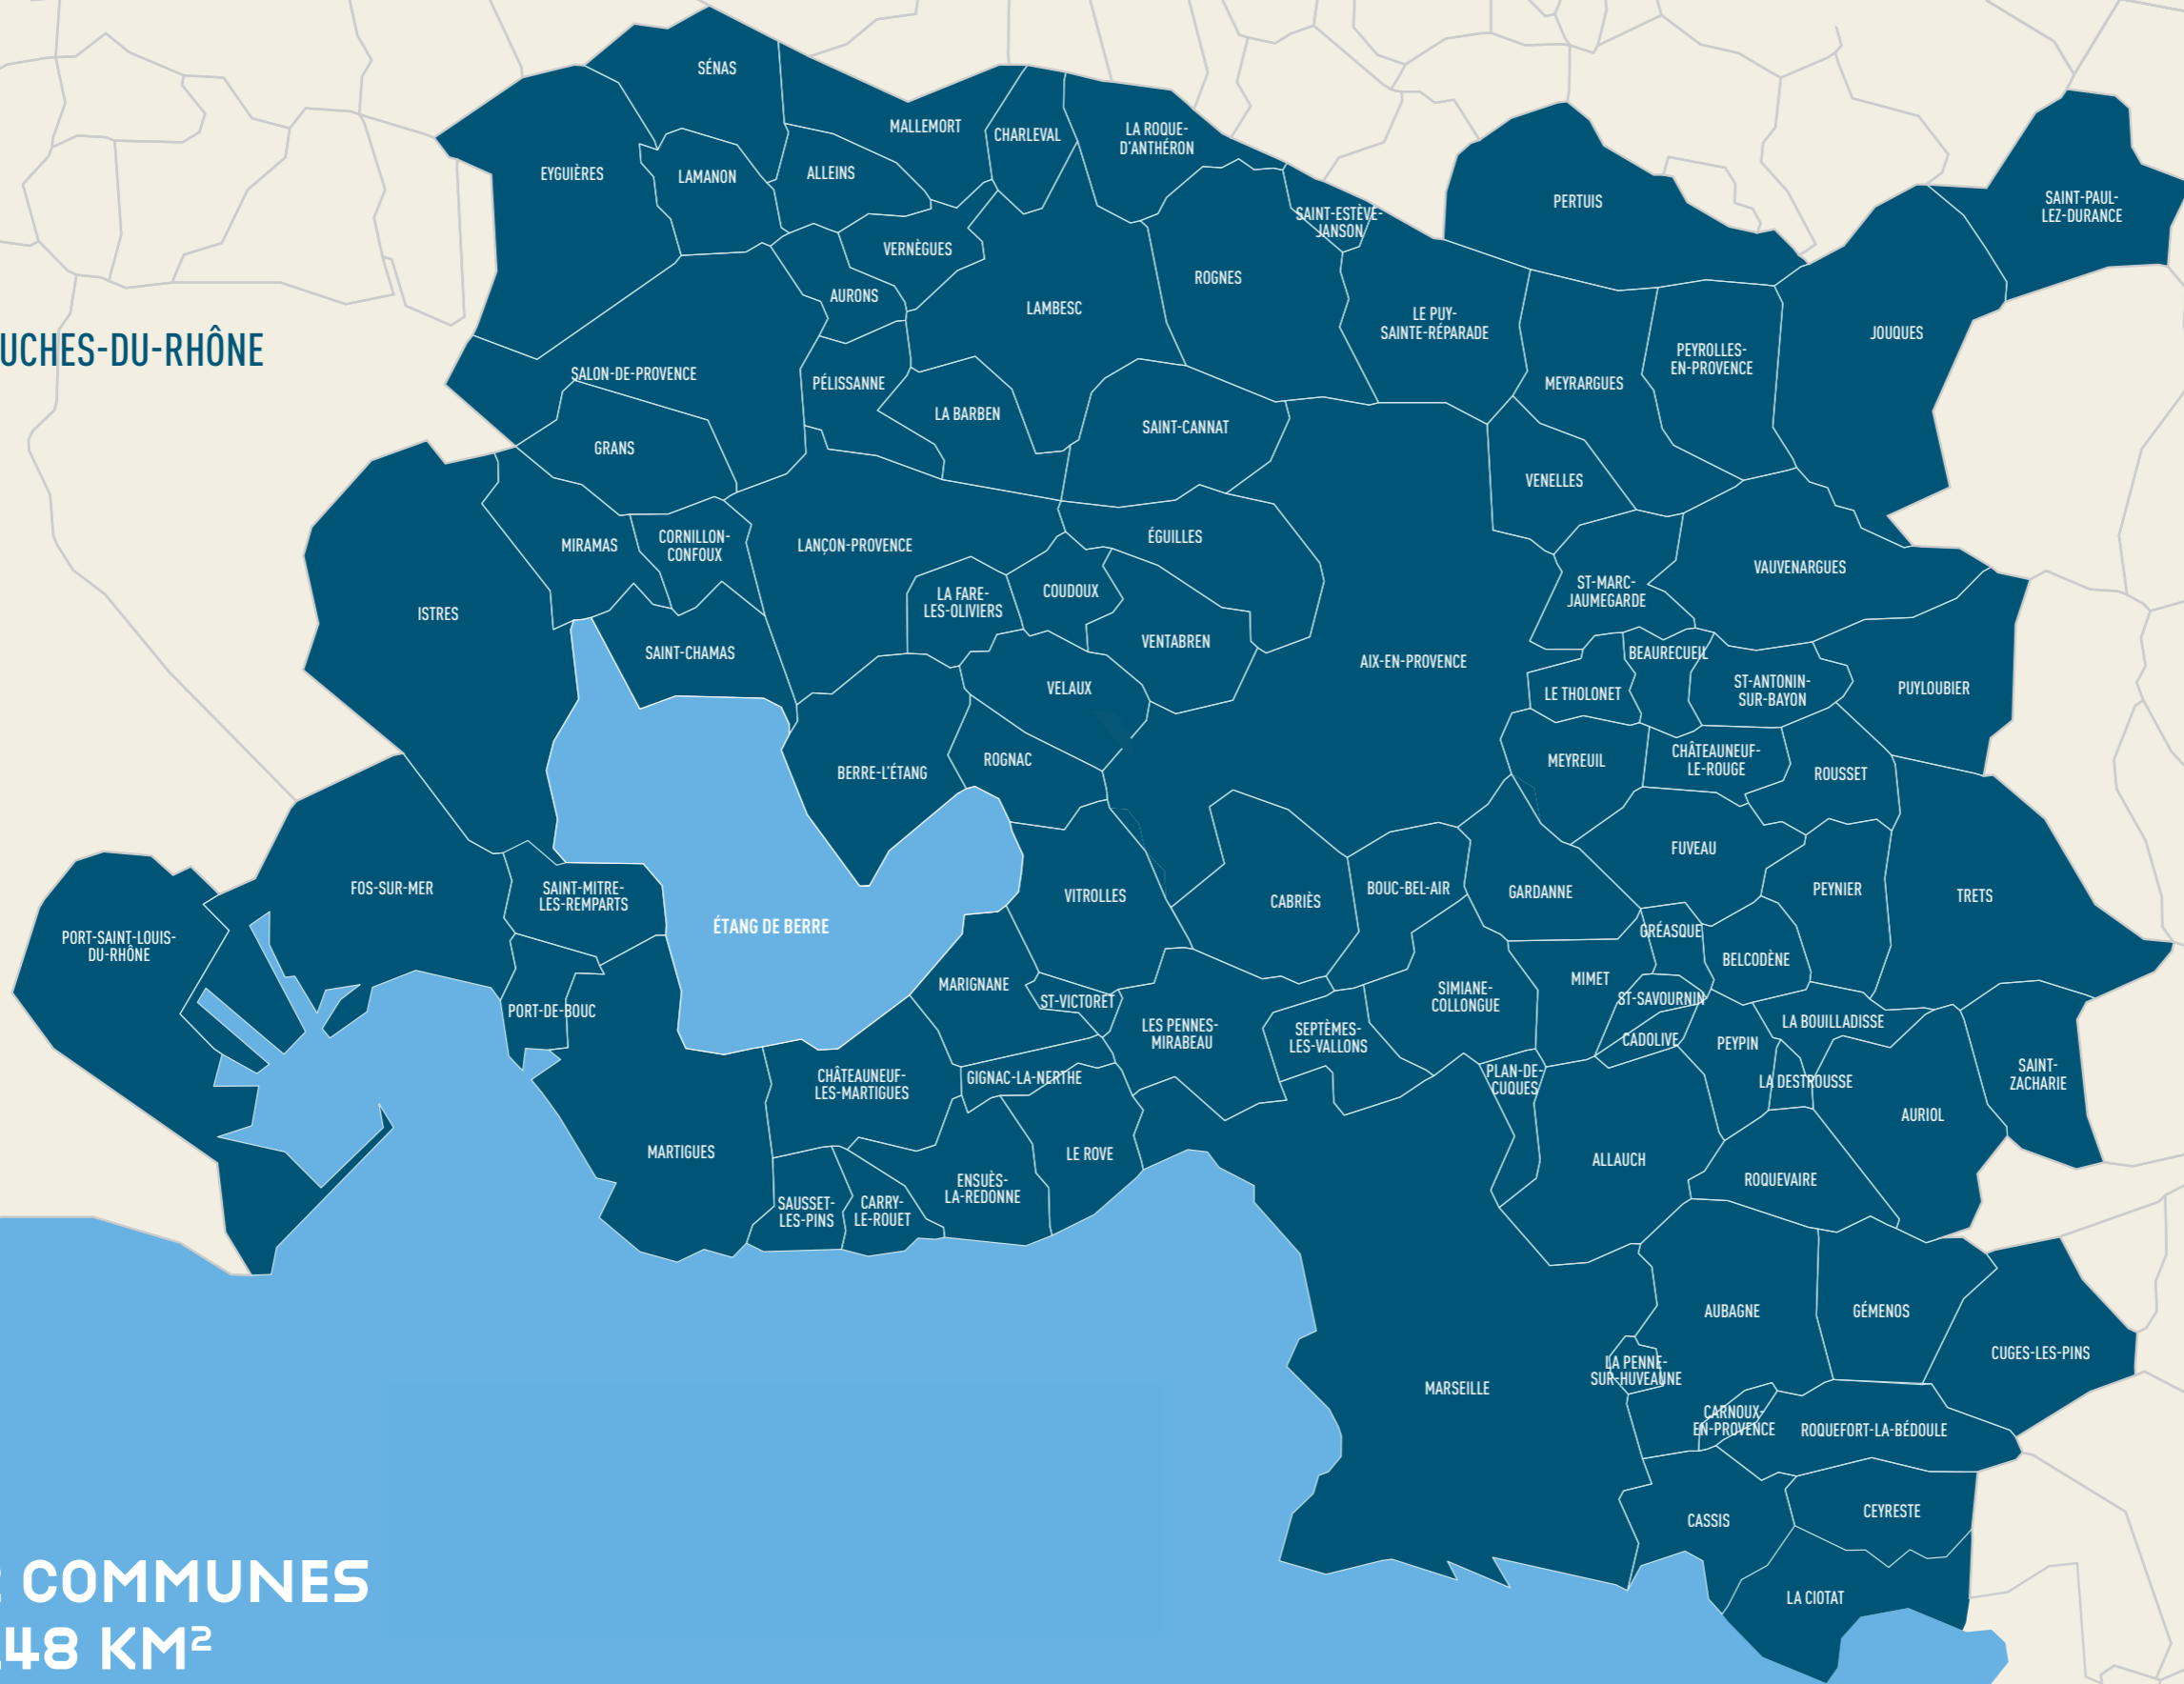 SÉNAS
MALLEMORT
CHARLEVAL
LA ROQUE-
D'ANTHÉRON
EYGUIÈRES
LAMANON
ALLEINS
PERTUIS
SAINT-PAUL-
LEZ-DURANCE
SAINT-ESTÈVE-
JANSON
VERNÈGUES
ROGNES
AURONS
LAMBESC
LE PUY-
SAINTE-RÉPARADE
JOUQUES
UCHES-DU-RHÔNE
PEYROLLES-
EN-PROVENCE
SALON-DE-PROVENCE
PÉLISSANNE
MEYRARGUES
LA BARBEN
SAINT-CANNAT
GRANS
VENELLES
MIRAMAS
CORNILLON-
CONFOUX
LANÇON-PROVENCE
ÉGUILLES
VAUVENARGUES
LA FARE-
LES-OLIVIERS
COUDOUX
ST-MARC-
JAUMEGARDE
ISTRES
VENTABREN
SAINT-CHAMAS
BEAURECUEIL
AIX-EN-PROVENCE
VELAUX
LE THOLONET
ST-ANTONIN-
SUR-BAYON
PUYLOUBIER
ROGNAC
MEYREUIL
CHÂTEAUNEUF-
LE-ROUGE
BERRE-L'ÉTANG
ROUSSET
FUVEAU
FOS-SUR-MER
SAINT-MITRE-
LES-REMPARTS
VITROLLES
CABRIÈS
BOUC-BEL-AIR
GARDANNE
PEYNIER
TRETS
ÉTANG DE BERRE
PORT-SAINT-LOUIS-
DU-RHÔNE
GRÉASQUE
BELCODÈNE
MARIGNANE
ST-VICTORET
SIMIANE-
COLLONGUE
MIMET
ST-SAVOURNIN
PORT-DE-BOUC
LES PENNES-
MIRABEAU
SEPTÈMES-
LES-VALLONS
LA BOUILLADISSE
CADOLIVE
PEYPIN
CHÂTEAUNEUF-
LES-MARTIGUES
GIGNAC-LA-NERTHE
PLAN-DE-
CUQUES
LA DESTROUSSE
SAINT-
ZACHARIE
AURIOL
MARTIGUES
LE ROVE
ALLAUCH
ENSUÈS-
LA-REDONNE
ROQUEVAIRE
SAUSSET-
LES-PINS
CARRY-
LE-ROUET
AUBAGNE
GÉMENOS
CUGES-LES-PINS
LA PENNE-
SUR-HUVEAUNE
MARSEILLE
CARNOUX-
EN-PROVENCE
ROQUEFORT-LA-BÉDOULE
CASSIS
CEYRESTE
LA CIOTAT
COMMUNES
48 KM²